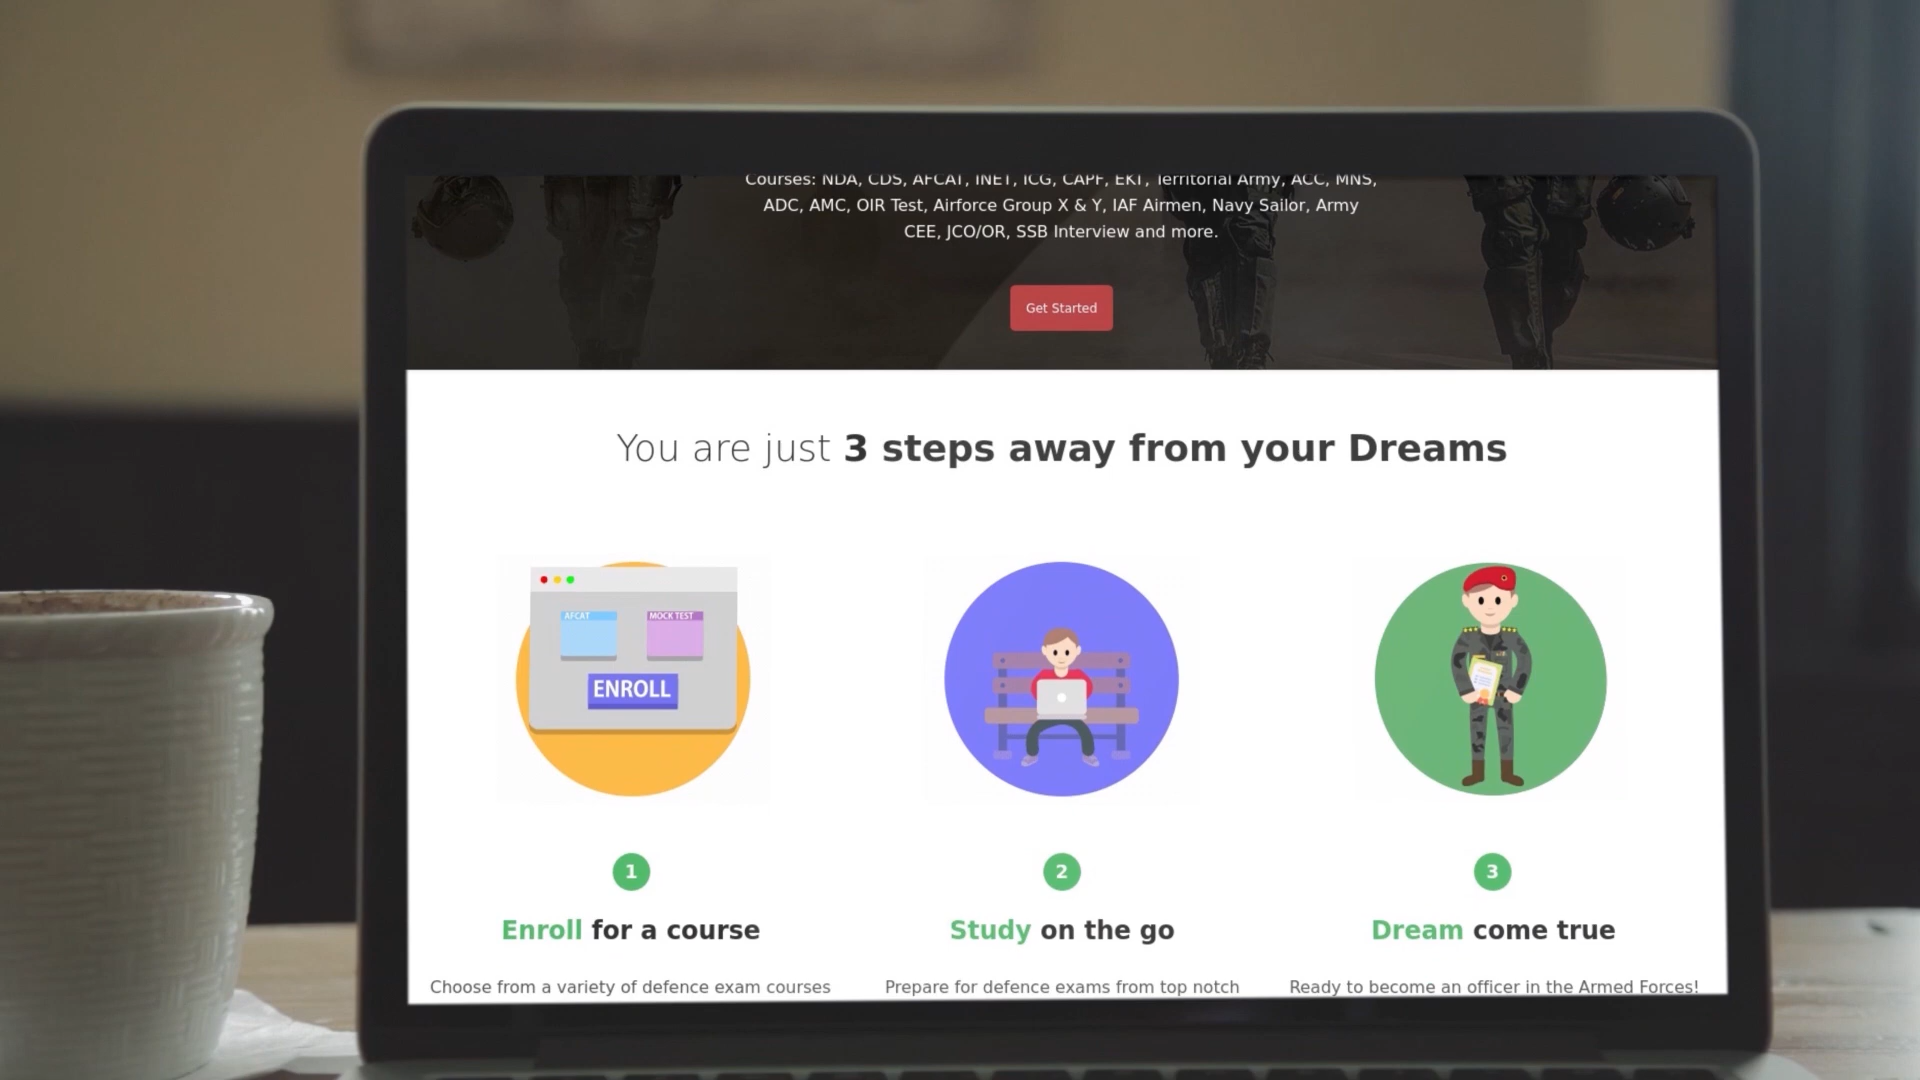 Courses: NDA, CDS, AFCAT, INET, ICG, CAPF, EKT, Territorial Army, ACC, MNS,
ADC, AMC, OIR Test, Airforce Group X & Y, IAF Airmen, Navy Sailor, Army
CEE, JCO/OR, SSB Interview and more.
Get Started
You are just 3 steps away from your Dreams
AFCAT
MOCK TEST
ENROLL
1
2
3
Enroll for a course
Study on the go
Dream come true
Choose from a variety of defence exam courses
Prepare for defence exams from top notch
Ready to become an officer in the Armed Forces!